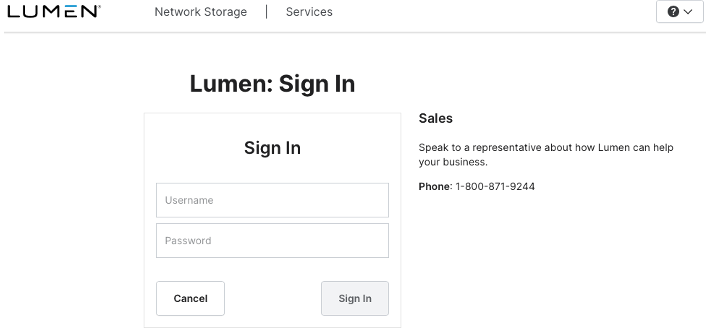 LUMEN®
Network Storage | Services
?
Lumen: Sign In
Sign In
Username
Password
Cancel
Sign In
Sales
Speak to a representative about how Lumen can help
your business.
Phone: 1-800-871-9244